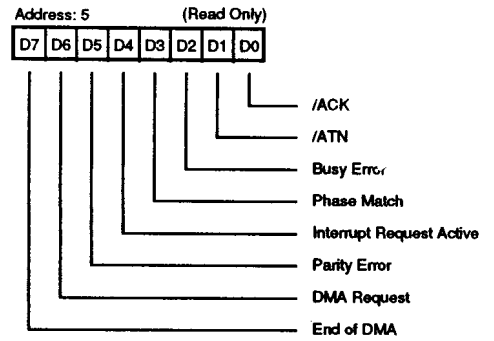 Address: 5 (Read Only)
D7 D6 D5 D4 D3 D2 D1 D0
/ACK
/ATN
Busy Error
Phase Match
Interrupt Request Active
Parity Error
DMA Request
End of DMA